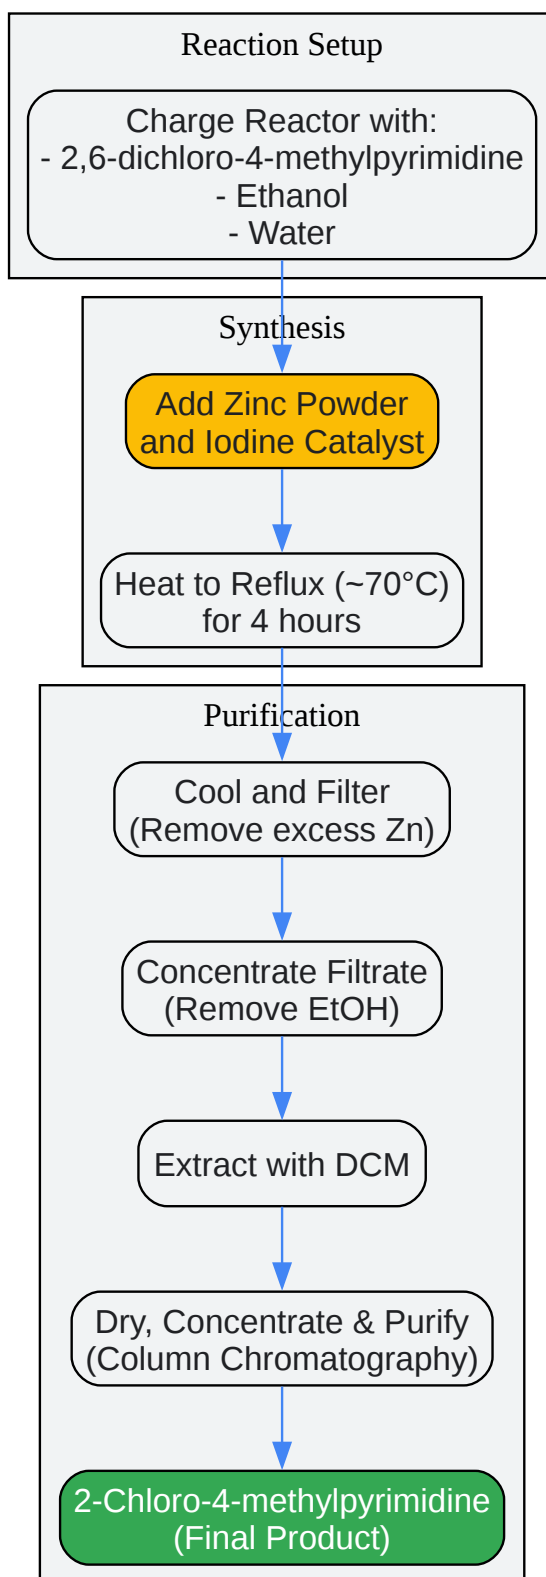 Reaction Setup
Charge Reactor with:
- 2,6-dichloro-4-methylpyrimidine
- Ethanol
- Water
Synthesis
Add Zinc Powder
and Iodine Catalyst
Heat to Reflux (~70°C)
for 4 hours
Purification
Cool and Filter
(Remove excess Zn)
Concentrate Filtrate
(Remove EtOH)
Extract with DCM
Dry, Concentrate & Purify
(Column Chromatography)
2-Chloro-4-methylpyrimidine
(Final Product)